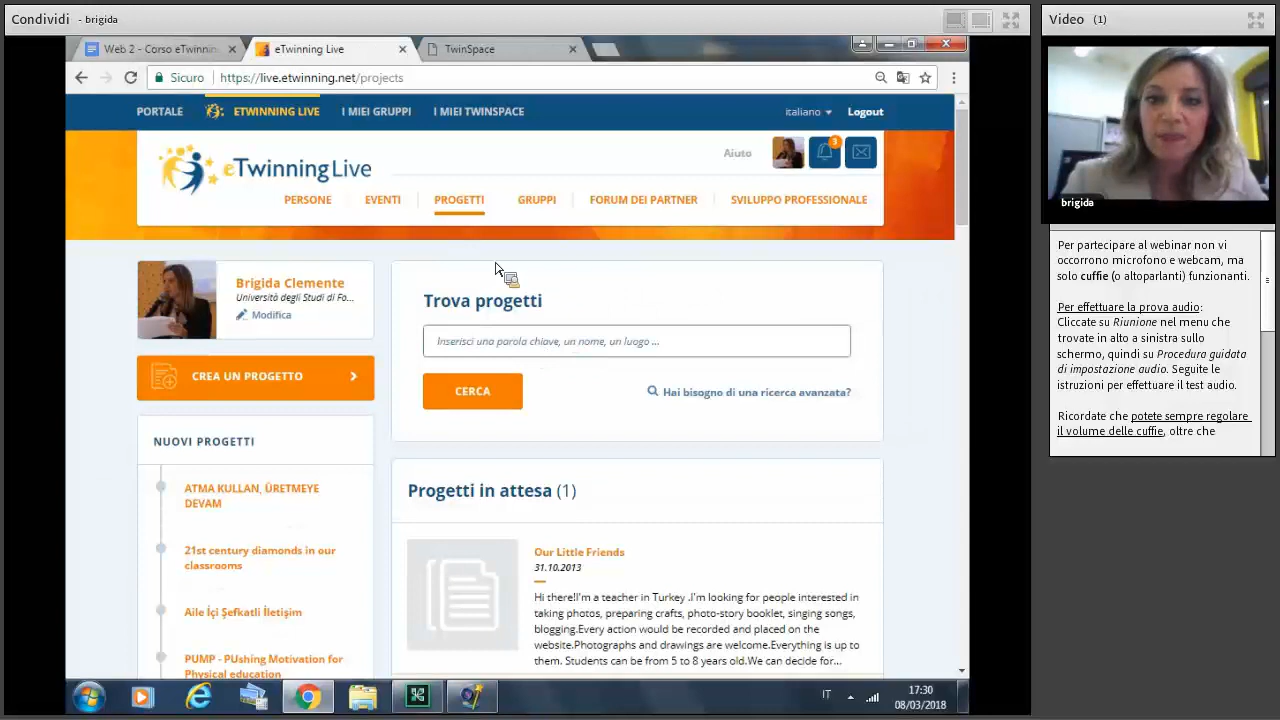 Condividi - brigida
Video (1)
Web 2 - Corso eTwinnin
eTwinning Live
TwinSpace
Sicuro
https://live.etwinning.net/projects
PORTALE
ETWINNING LIVE
I MIEI GRUPPI
I MIEI TWINSPACE
italiano
Logout
eTwinningLive
Aiuto
3
PERSONE
EVENTI
PROGETTI
GRUPPI
FORUM DEI PARTNER
SVILUPPO PROFESSIONALE
Brigida Clemente
Università degli Studi di Fo...
Modifica
CREA UN PROGETTO
NUOVI PROGETTI
ATMA KULLAN, ÜRETMEYE
DEVAM
21st century diamonds in our
classrooms
Aile İçi Şefkatli İletişim
PUMP - PUshing Motivation for
Physical education
Trova progetti
Inserisci una parola chiave, un nome, un luogo ...
CERCA
Hai bisogno di una ricerca avanzata?
Progetti in attesa (1)
Our Little Friends
31.10.2013
Hi there!I'm a teacher in Turkey .I'm looking for people interested in
taking photos, preparing crafts, photo-story booklet, singing songs,
blogging.Every action would be recorded and placed on the
website.Photographs and drawings are welcome.Everything is up to
them. Students can be from 5 to 8 years old.We can decide for...
brigida
Per partecipare al webinar non vi
occorrono microfono e webcam, ma
solo cuffie (o altoparlanti) funzionanti.
Per effettuare la prova audio:
Cliccate su Riunione nel menu che
trovate in alto a sinistra sullo
schermo, quindi su Procedura guidata
di impostazione audio. Seguite le
istruzioni per effettuare il test audio.
Ricordate che potete sempre regolare
il volume delle cuffie, oltre che
IT
17:30
08/03/2018